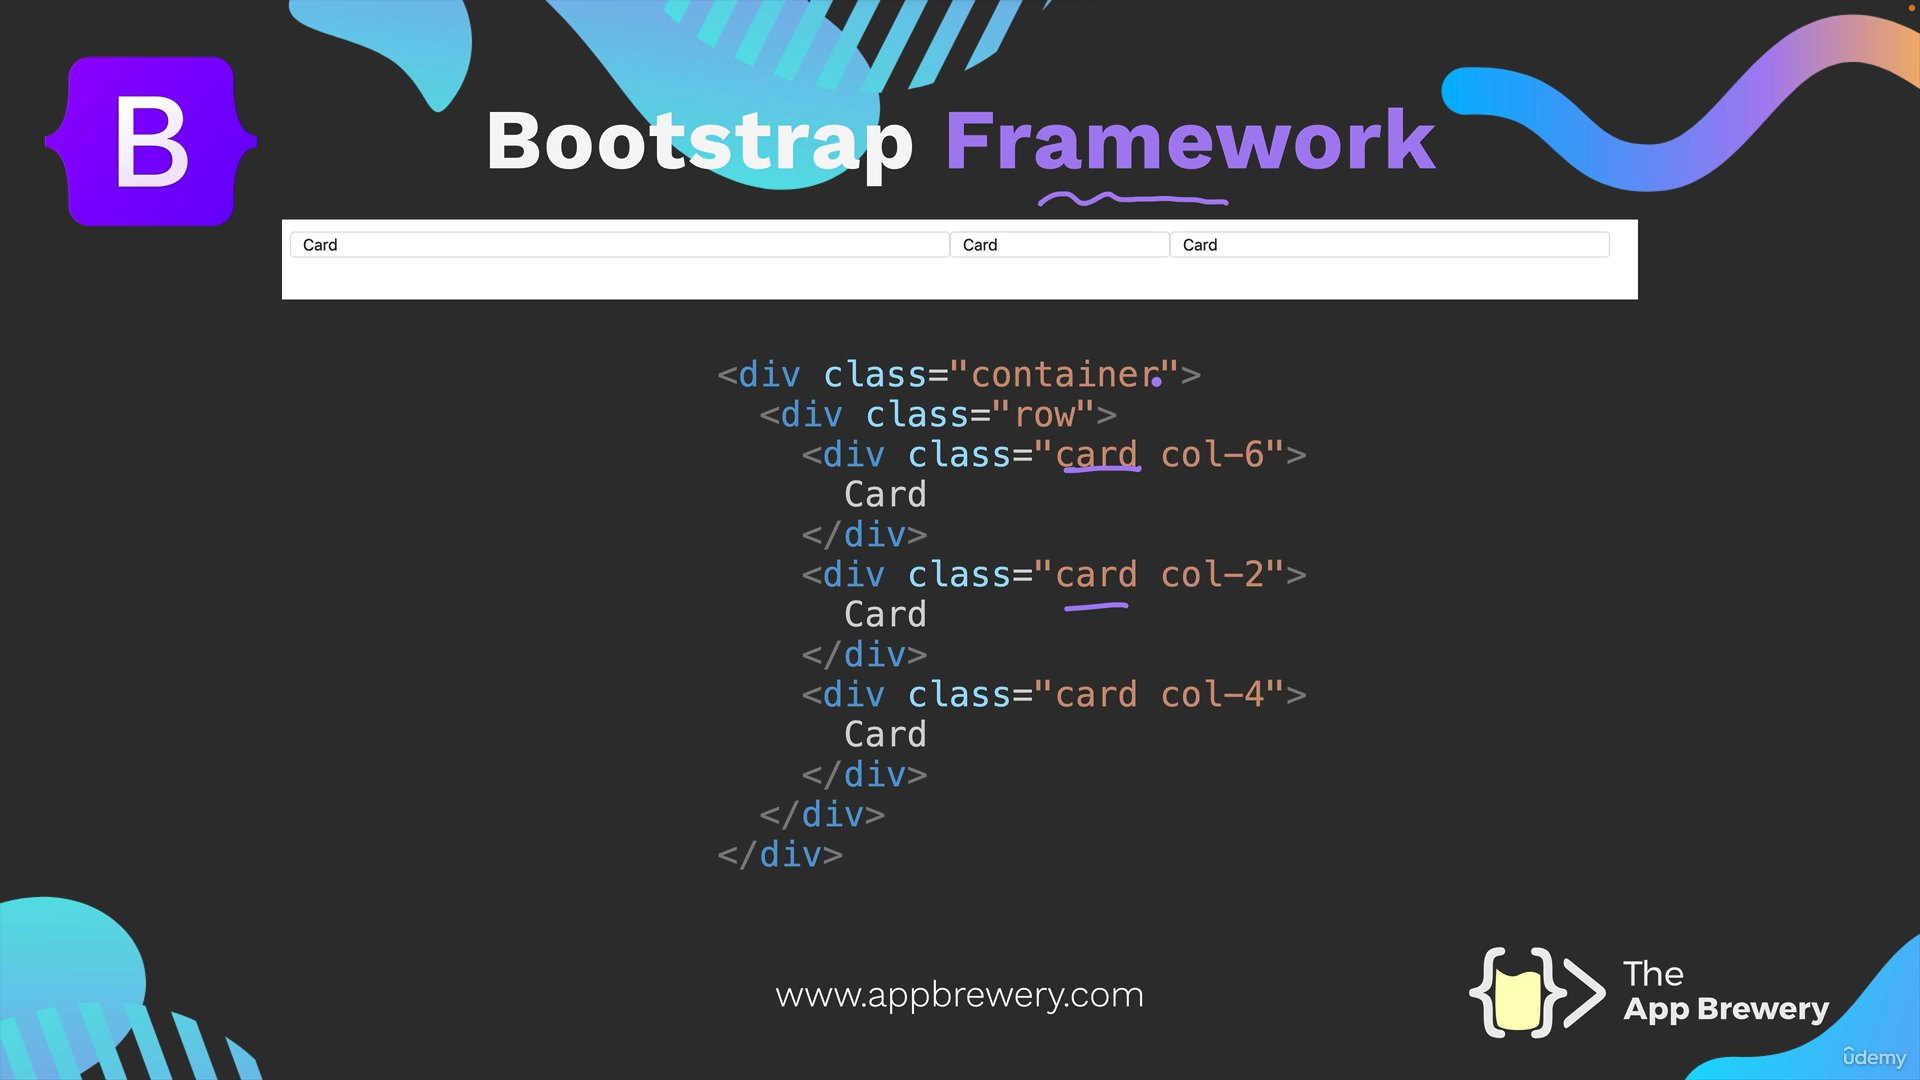 B
Bootstrap Framework
Card Card Card
<div class="container">
<div class="row">
<div class="card col-6">
Card
</div>
<div class="card col-2">
Card
</div>
<div class="card col-4">
Card
</div>
</div>
</div>
www.appbrewery.com
The
App Brewery
ûdemy